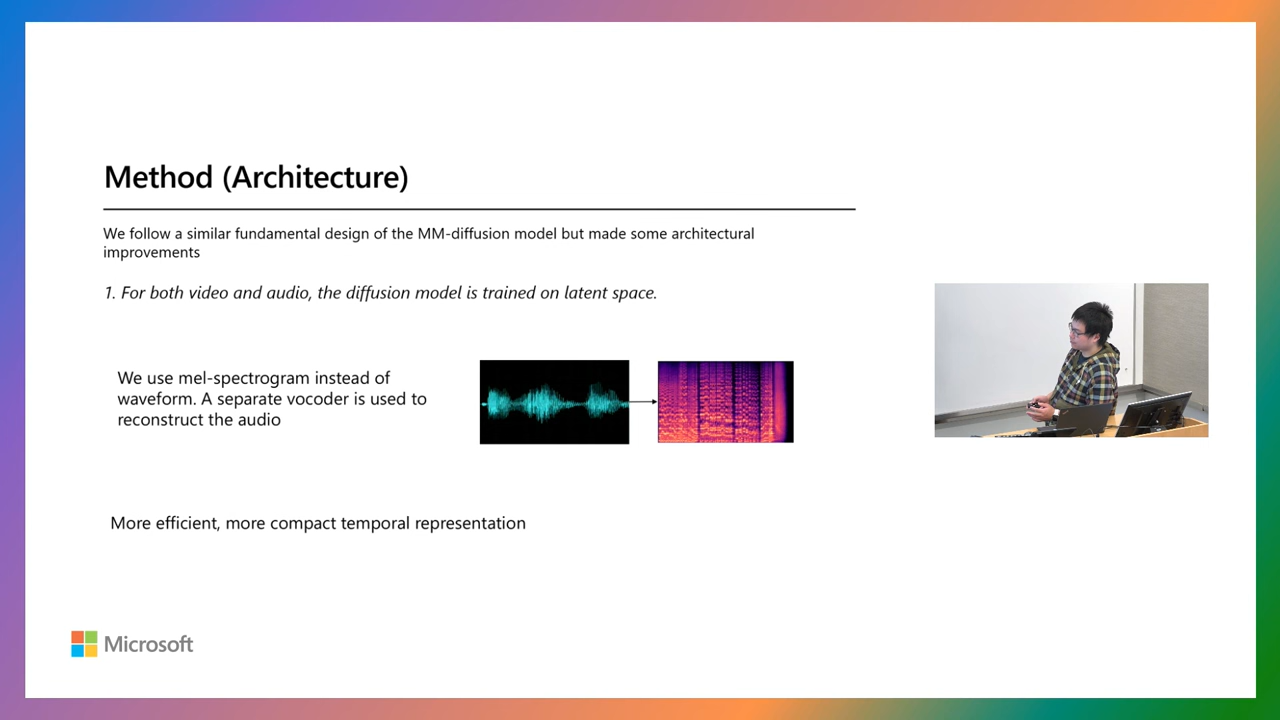 Method (Architecture)
We follow a similar fundamental design of the MM-diffusion model but made some architectural
improvements
1. For both video and audio, the diffusion model is trained on latent space.
We use mel-spectrogram instead of
waveform. A separate vocoder is used to
reconstruct the audio
More efficient, more compact temporal representation
Microsoft